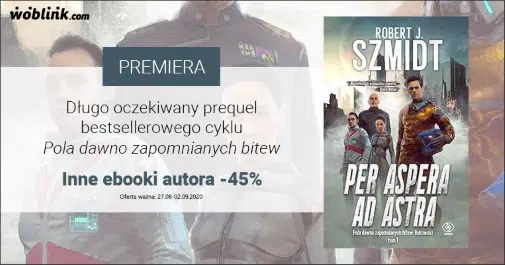 woblink.com
PREMIERA
Długo oczekiwany prequel
bestsellerowego cyklu
Pola dawno zapomnianych bitew
Inne ebooki autora -45%
Oferta ważna: 27.08-02.09.2020
ROBERT J.
SZMIDT
PER ASPERA
AD ASTRA
Pola dawno zapomnianych bitew. Bukowski
tom 1